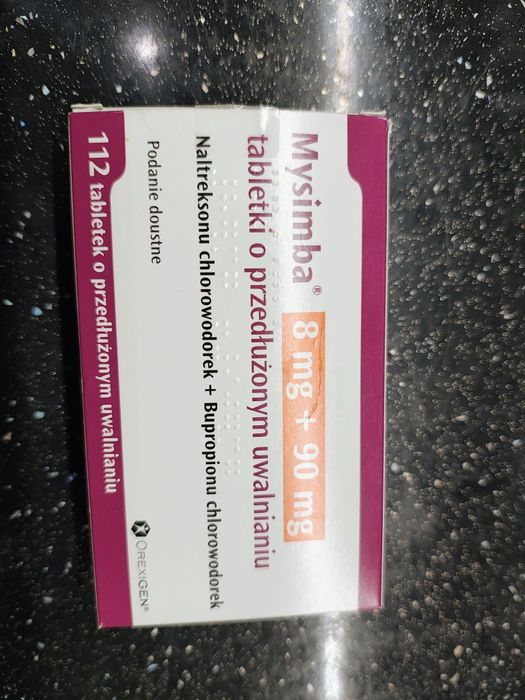 Mysimba® 8 mg + 90 mg
tabletki o przedłużonym uwalnianiu
Naltreksonu chlorowodorek + Bupropionu chlorowodorek
Podanie doustne
OREXIGEN®
112 tabletek o przedłużonym uwalnianiu